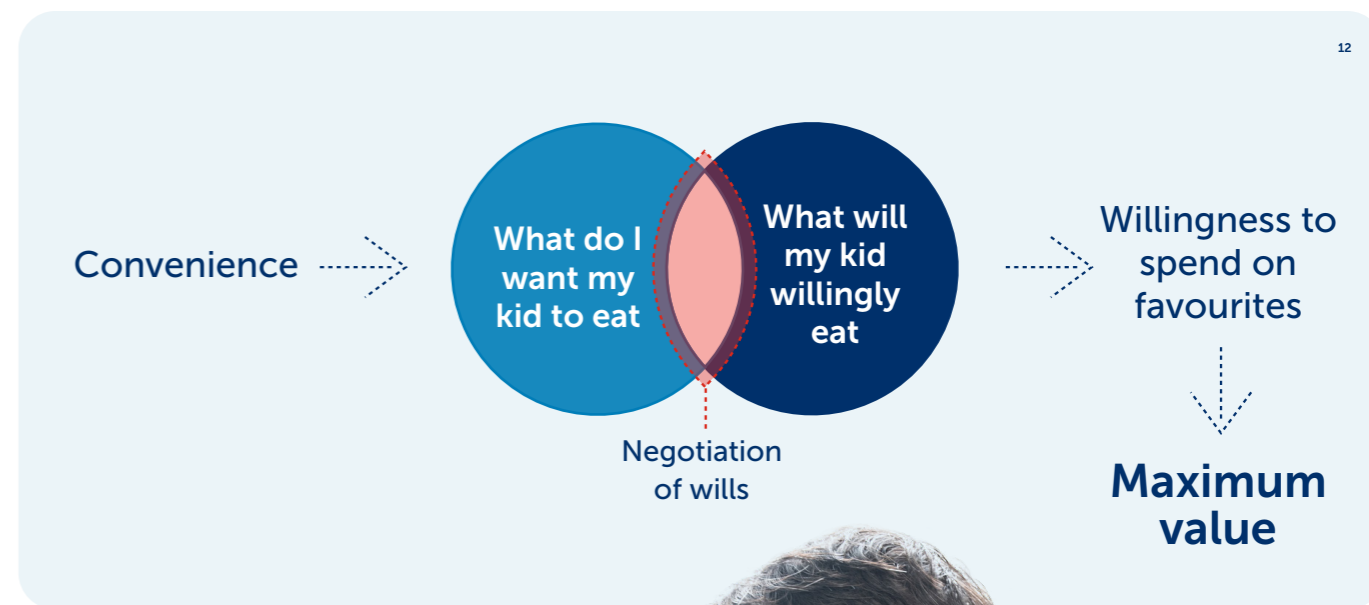 12
Convenience
What do I
want my
kid to eat
What will
my kid
willingly
eat
Negotiation
of wills
Willingness to
spend on
favourites
Maximum
value